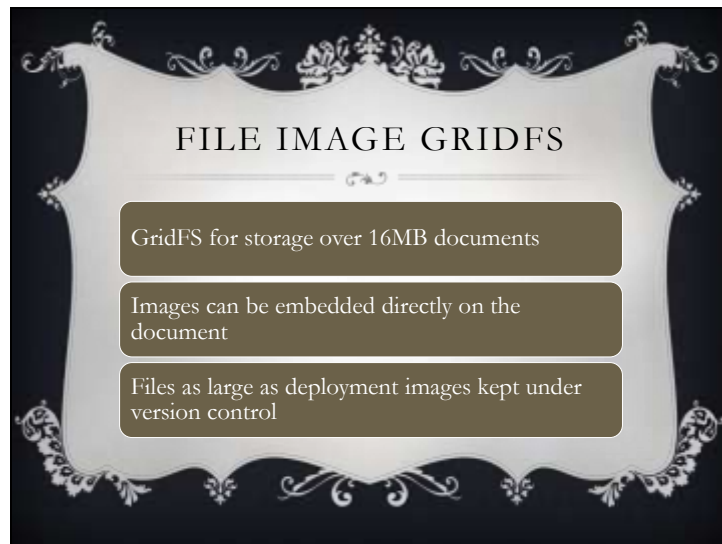 FILE IMAGE GRIDFS
GridFS for storage over 16MB documents
Images can be embedded directly on the
document
Files as large as deployment images kept under
version control